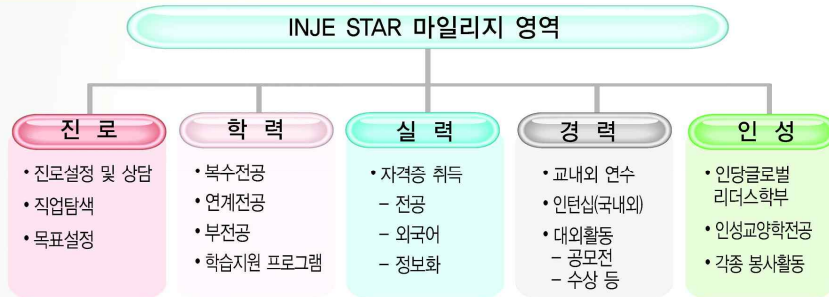 INJE STAR 마일리지 영역
진 로
• 진로설정 및 상담
• 직업탐색
• 목표설정
학 력
• 복수전공
• 연계전공
• 부전공
• 학습지원 프로그램
실 력
• 자격증 취득
– 전공
– 외국어
– 정보화
경 력
• 교내외 연수
• 인턴십(국내외)
• 대외활동
– 공모전
– 수상 등
인 성
• 인당글로벌
리더스학부
• 인성교양학전공
• 각종 봉사활동